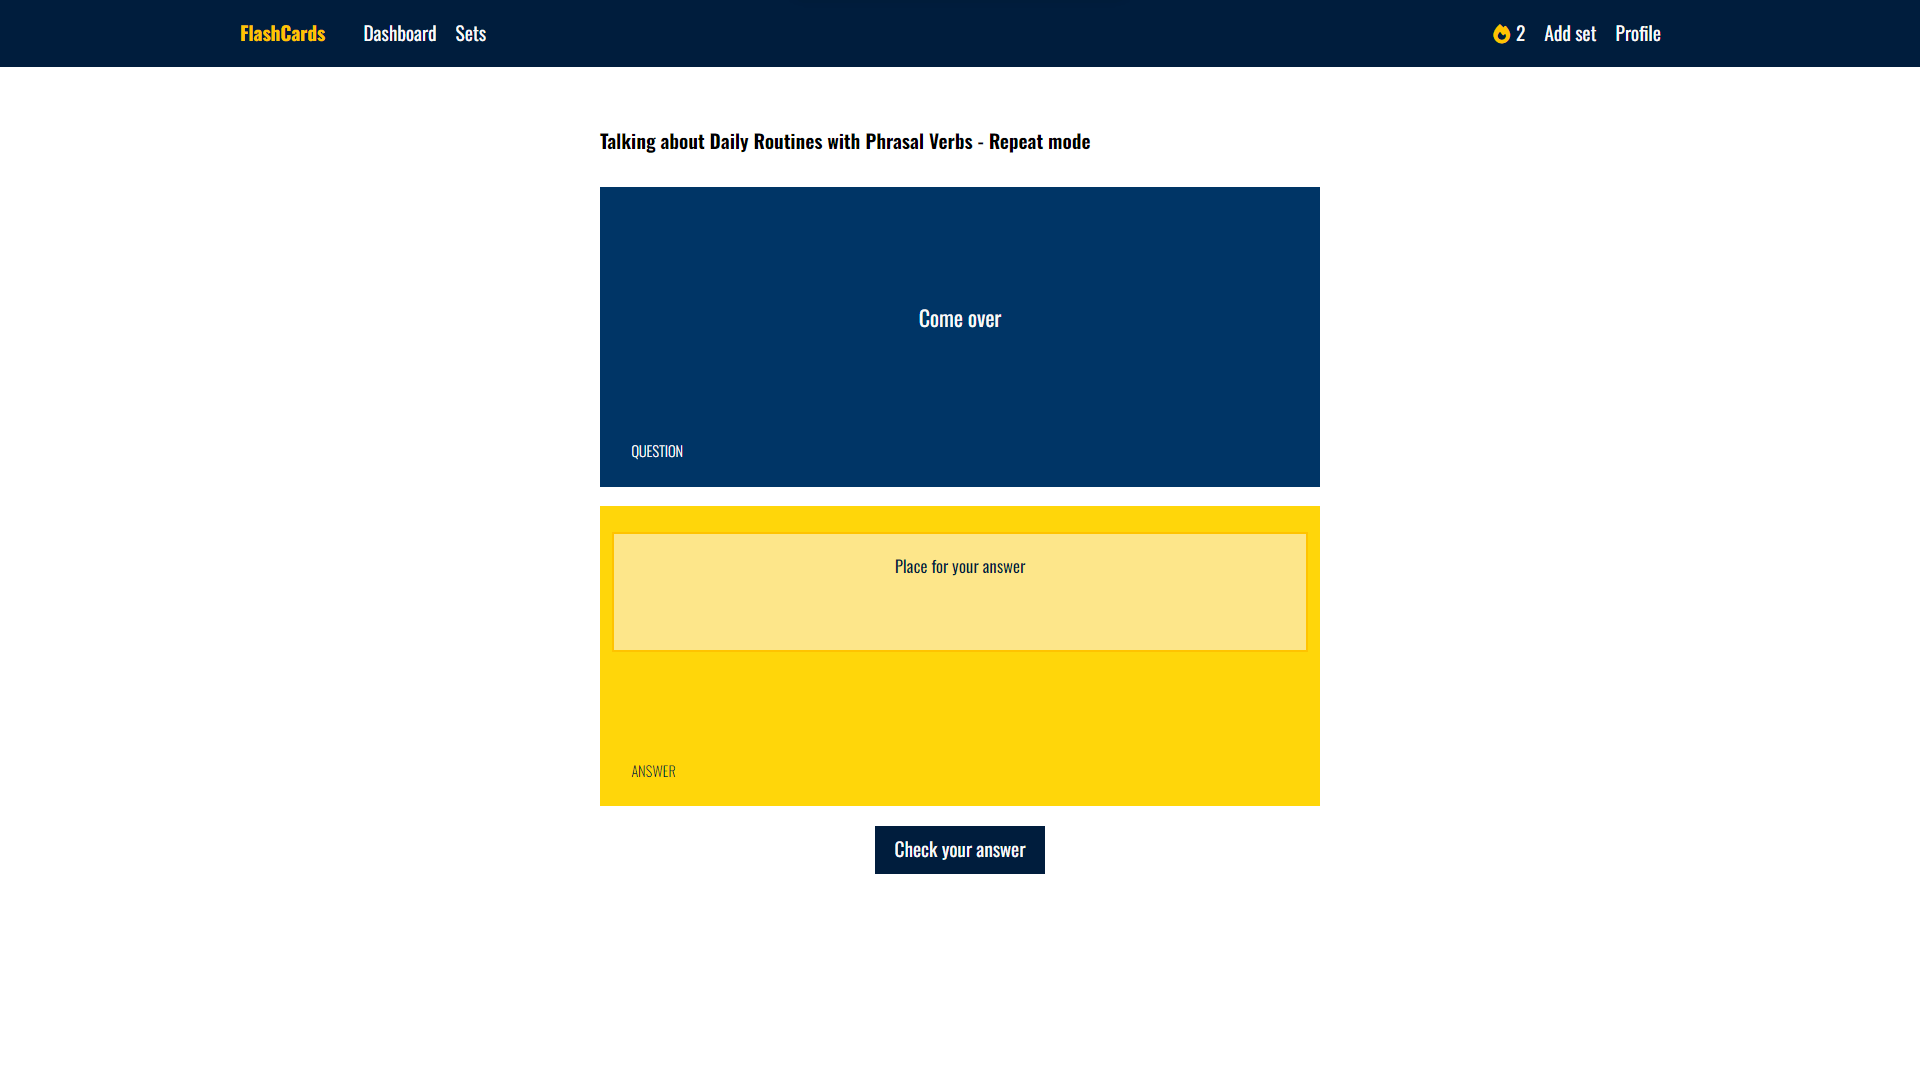 FlashCards Dashboard Sets 2 Add set Profile
Talking about Daily Routines with Phrasal Verbs - Repeat mode
Come over
QUESTION
Place for your answer
ANSWER
Check your answer